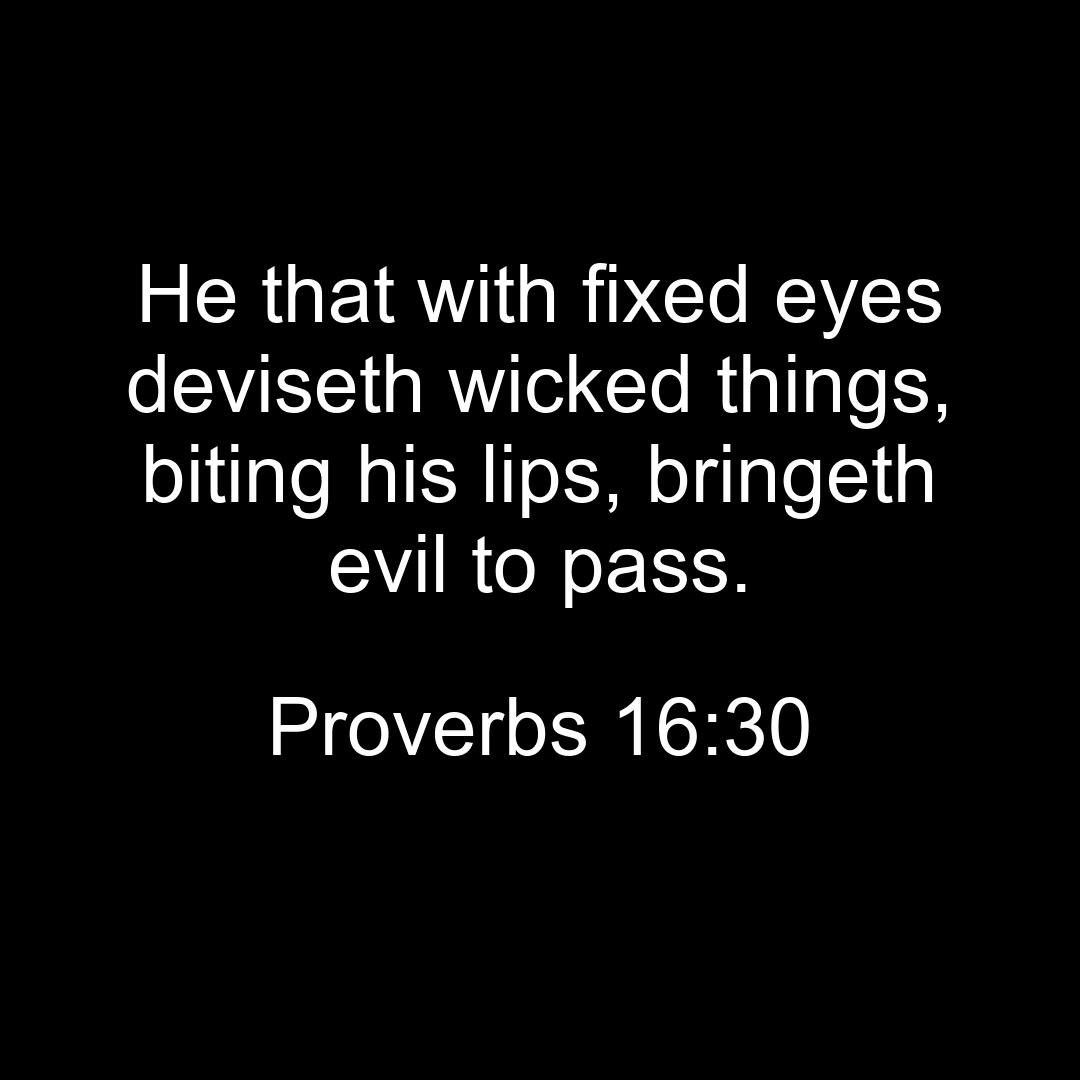 He that with fixed eyes
deviseth wicked things,
biting his lips, bringeth
evil to pass.
Proverbs 16:30